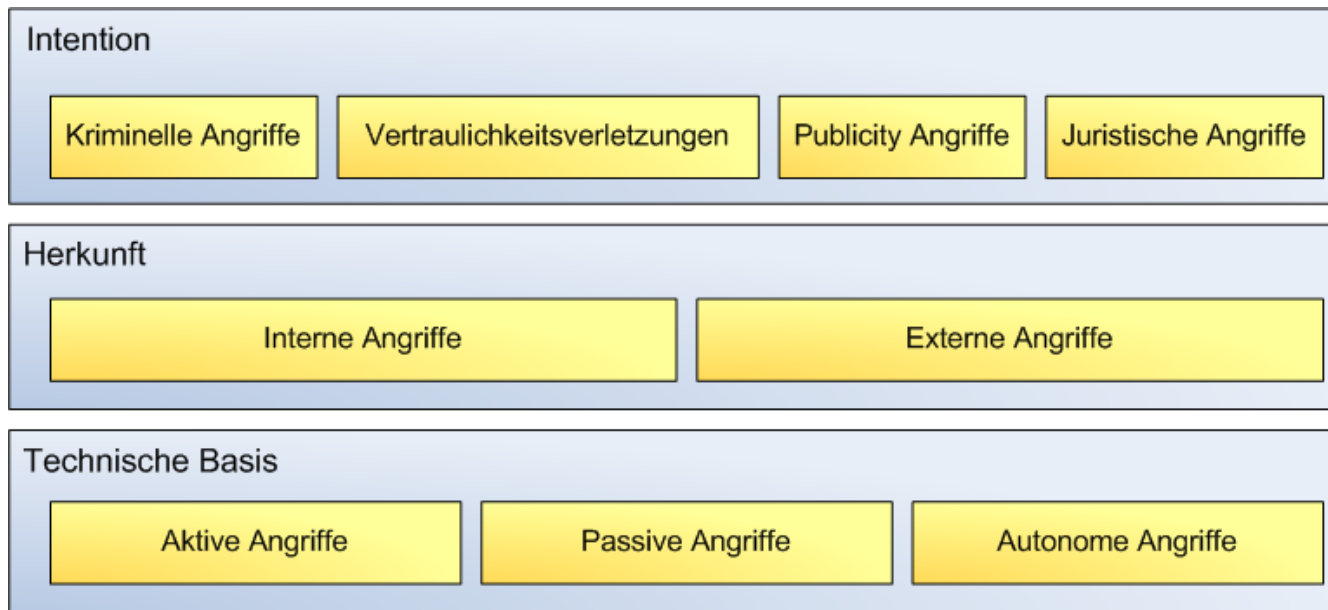 Intention
Kriminelle Angriffe
Vertraulichkeitsverletzungen
Publicity Angriffe
Juristische Angriffe
Herkunft
Interne Angriffe
Externe Angriffe
Technische Basis
Aktive Angriffe
Passive Angriffe
Autonome Angriffe